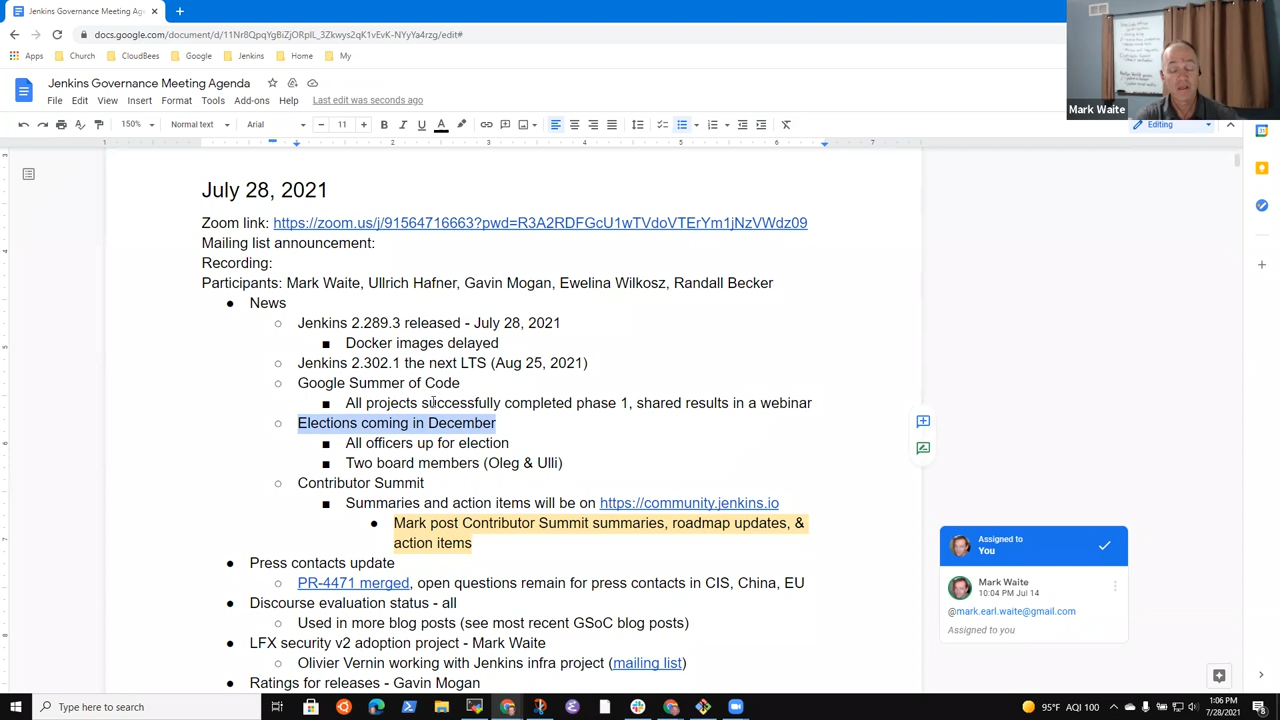 Jenkins Governance Meeting Age
docs.google.com/document/d/11Nr8QpqYgBiZjORpIL_3Zkwys2qK1vEvK-NYyYa4rzg/edit#
Apps Church CloudBees Google Jenkins Home My
Mark Waite
Jenkins Governance Meeting Agenda
File Edit View Insert Format Tools Add-ons Help Last edit was seconds ago
150% Normal text Arial 11 Editing
1 1 2 3 4 5 6 7
July 28, 2021
Zoom link: https://zoom.us/j/91564716663?pwd=R3A2RDFGcU1wTVdoVTErYm1jNzVWdz09
Mailing list announcement:
Recording:
Participants: Mark Waite, Ullrich Hafner, Gavin Mogan, Ewelina Wilkosz, Randall Becker
● News
○ Jenkins 2.289.3 released - July 28, 2021
■ Docker images delayed
○ Jenkins 2.302.1 the next LTS (Aug 25, 2021)
○ Google Summer of Code
■ All projects successfully completed phase 1, shared results in a webinar
○ Elections coming in December
■ All officers up for election
■ Two board members (Oleg & Ulli)
○ Contributor Summit
■ Summaries and action items will be on https://community.jenkins.io
● Mark post Contributor Summit summaries, roadmap updates, &
action items
● Press contacts update
○ PR-4471 merged, open questions remain for press contacts in CIS, China, EU
● Discourse evaluation status - all
○ Used in more blog posts (see most recent GSoC blog posts)
● LFX security v2 adoption project - Mark Waite
○ Olivier Vernin working with Jenkins infra project (mailing list)
● Ratings for releases - Gavin Mogan
Assigned to
You
Mark Waite
10:04 PM Jul 14
@mark.earl.waite@gmail.com
Assigned to you
Type here to search
95°F AQI 100
1:06 PM
7/28/2021